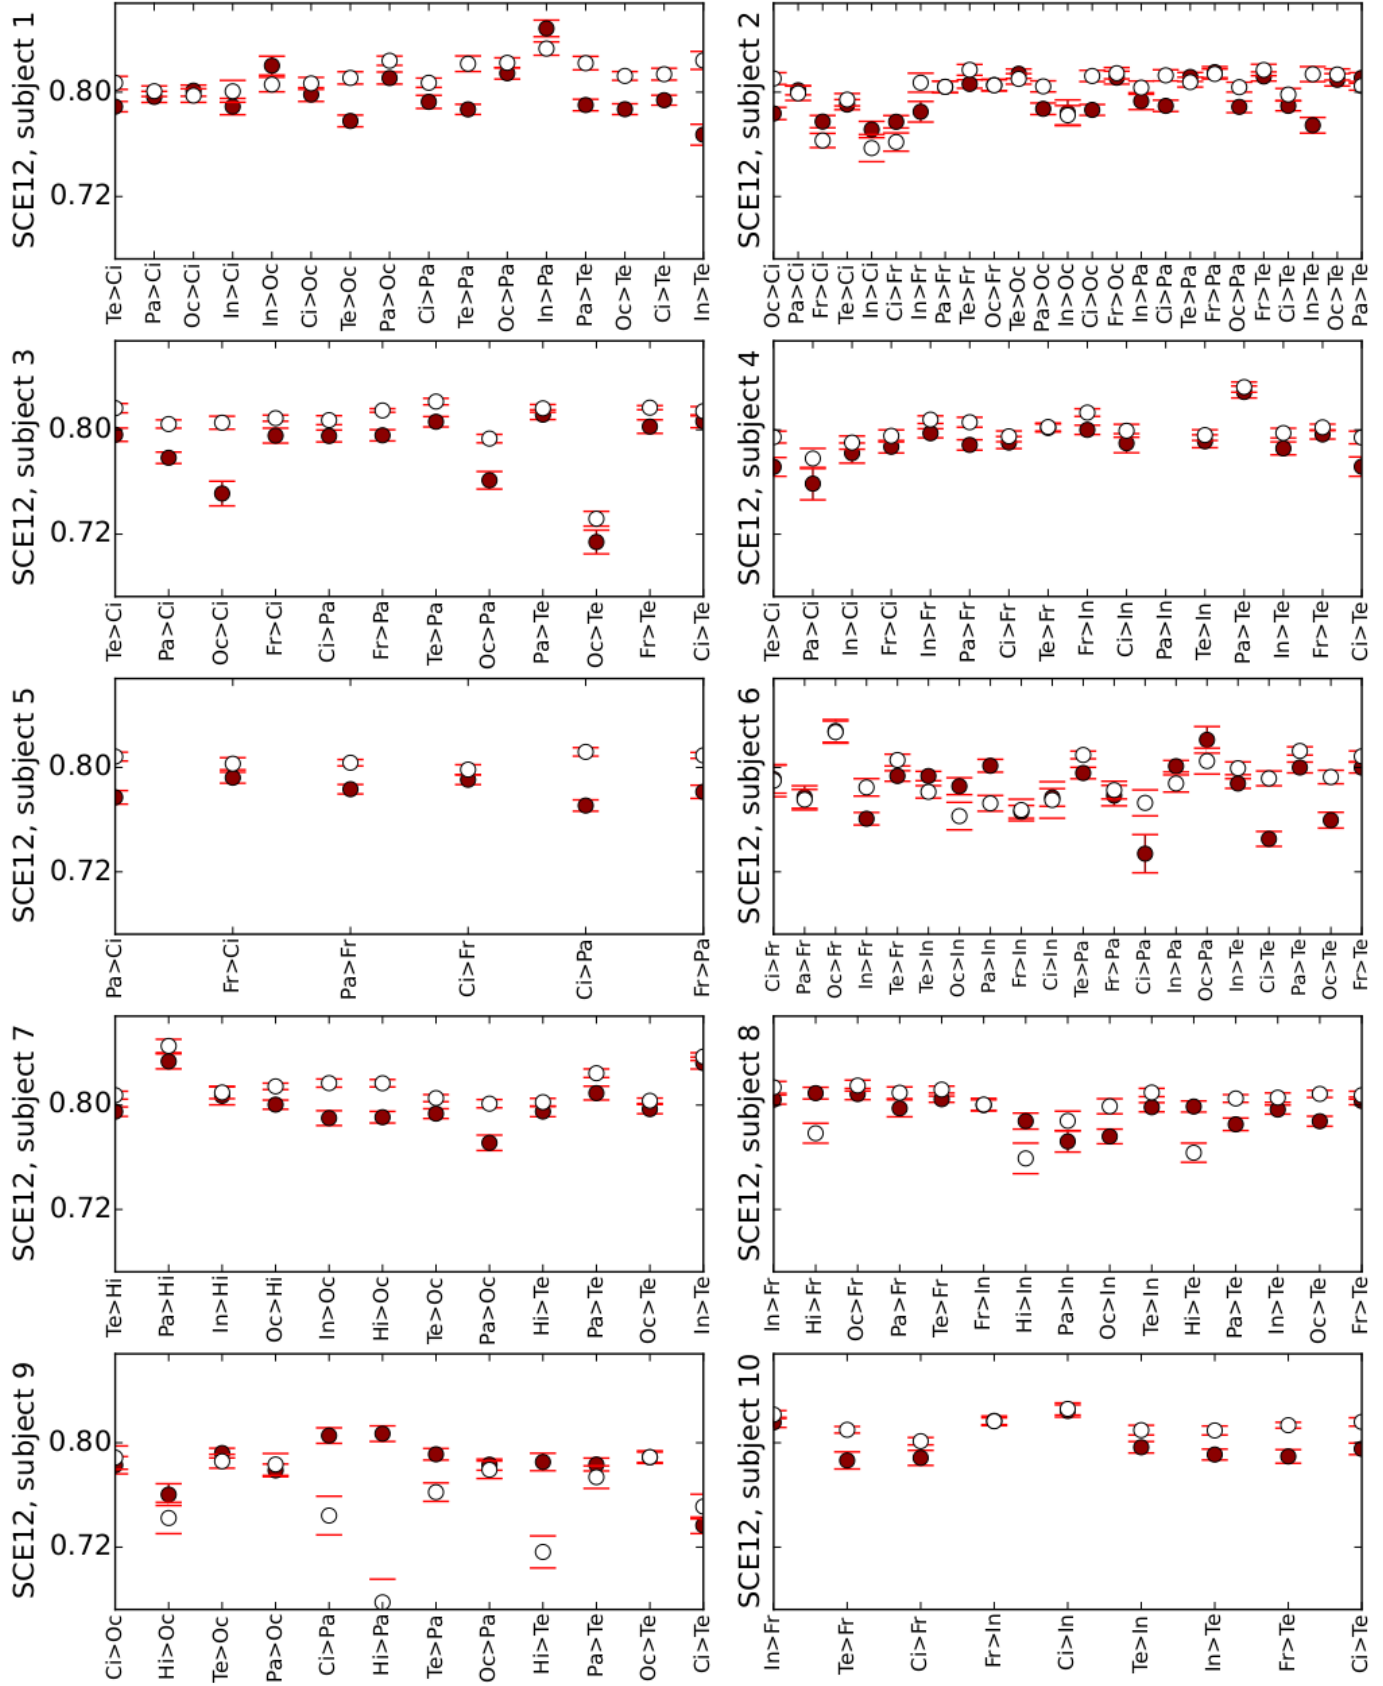 SCE12, subject 1
0.80
0.72
Te>Ci
Pa>Ci
Oc>Ci
In>Ci
In>Oc
Ci>Oc
Te>Oc
Pa>Oc
Ci>Pa
Te>Pa
Oc>Pa
In>Pa
Pa>Te
Oc>Te
Ci>Te
In>Te
SCE12, subject 2
Oc>Ci
Pa>Ci
Fr>Ci
Te>Ci
In>Ci
Ci>Fr
In>Fr
Pa>Fr
Te>Fr
Oc>Fr
Te>Oc
Pa>Oc
In>Oc
Ci>Oc
Fr>Oc
In>Pa
Ci>Pa
Te>Pa
Fr>Pa
Oc>Pa
Fr>Te
Ci>Te
In>Te
Oc>Te
Pa>Te
SCE12, subject 3
0.80
0.72
Te>Ci
Pa>Ci
Oc>Ci
Fr>Ci
Ci>Pa
Fr>Pa
Te>Pa
Oc>Pa
Pa>Te
Oc>Te
Fr>Te
Ci>Te
SCE12, subject 4
Te>Ci
Pa>Ci
In>Ci
Fr>Ci
In>Fr
Pa>Fr
Ci>Fr
Te>Fr
Fr>In
Ci>In
Pa>In
Te>In
Pa>Te
In>Te
Fr>Te
Ci>Te
SCE12, subject 5
0.80
0.72
Pa>Ci
Fr>Ci
Pa>Fr
Ci>Fr
Ci>Pa
Fr>Pa
SCE12, subject 6
Ci>Fr
Pa>Fr
Oc>Fr
In>Fr
Te>Fr
Te>In
Oc>In
Pa>In
Fr>In
Ci>In
Te>Pa
Fr>Pa
Ci>Pa
In>Pa
Oc>Pa
In>Te
Ci>Te
Pa>Te
Oc>Te
Fr>Te
SCE12, subject 7
0.80
0.72
Te>Hi
Pa>Hi
In>Hi
Oc>Hi
In>Oc
Hi>Oc
Te>Oc
Pa>Oc
Hi>Te
Pa>Te
Oc>Te
In>Te
SCE12, subject 8
In>Fr
Hi>Fr
Oc>Fr
Pa>Fr
Te>Fr
Fr>In
Hi>In
Pa>In
Oc>In
Te>In
Hi>Te
Pa>Te
In>Te
Oc>Te
Fr>Te
SCE12, subject 9
0.80
0.72
Ci>Oc
Hi>Oc
Te>Oc
Pa>Oc
Ci>Pa
Hi>Pa
Te>Pa
Oc>Pa
Hi>Te
Pa>Te
Oc>Te
Ci>Te
SCE12, subject 10
In>Fr
Te>Fr
Ci>Fr
Fr>In
Ci>In
Te>In
In>Te
Fr>Te
Ci>Te